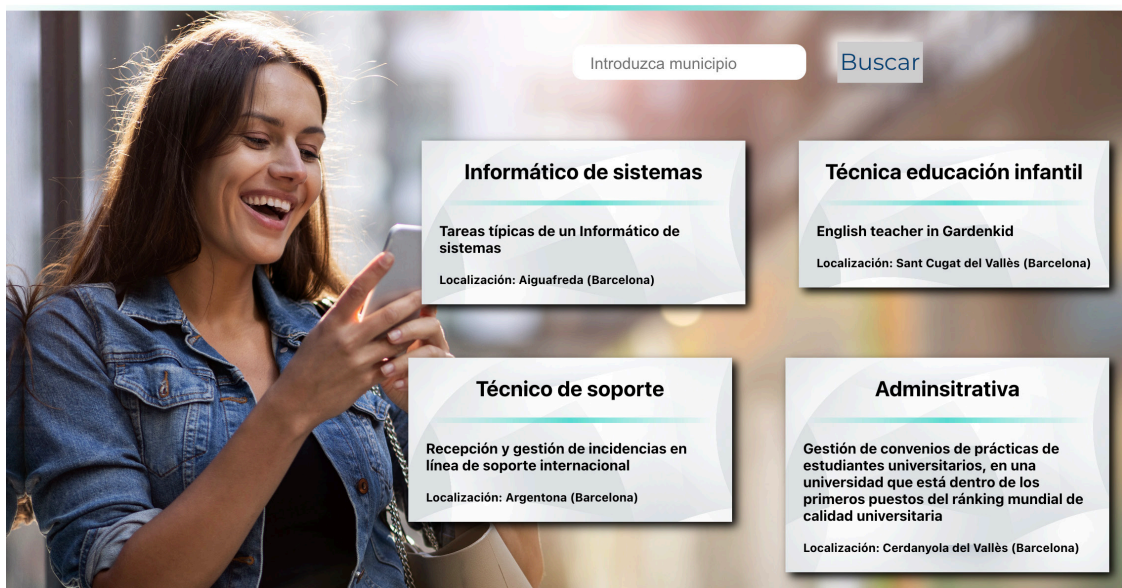 Introduzca municipio
Buscar
Informático de sistemas
Tareas típicas de un Informático de
sistemas
Localización: Aiguafreda (Barcelona)
Técnica educación infantil
English teacher in Gardenkid
Localización: Sant Cugat del Vallès (Barcelona)
Técnico de soporte
Recepción y gestión de incidencias en
línea de soporte internacional
Localización: Argentona (Barcelona)
Adminsitrativa
Gestión de convenios de prácticas de
estudiantes universitarios, en una
universidad que está dentro de los
primeros puestos del ránking mundial de
calidad universitaria
Localización: Cerdanyola del Vallès (Barcelona)